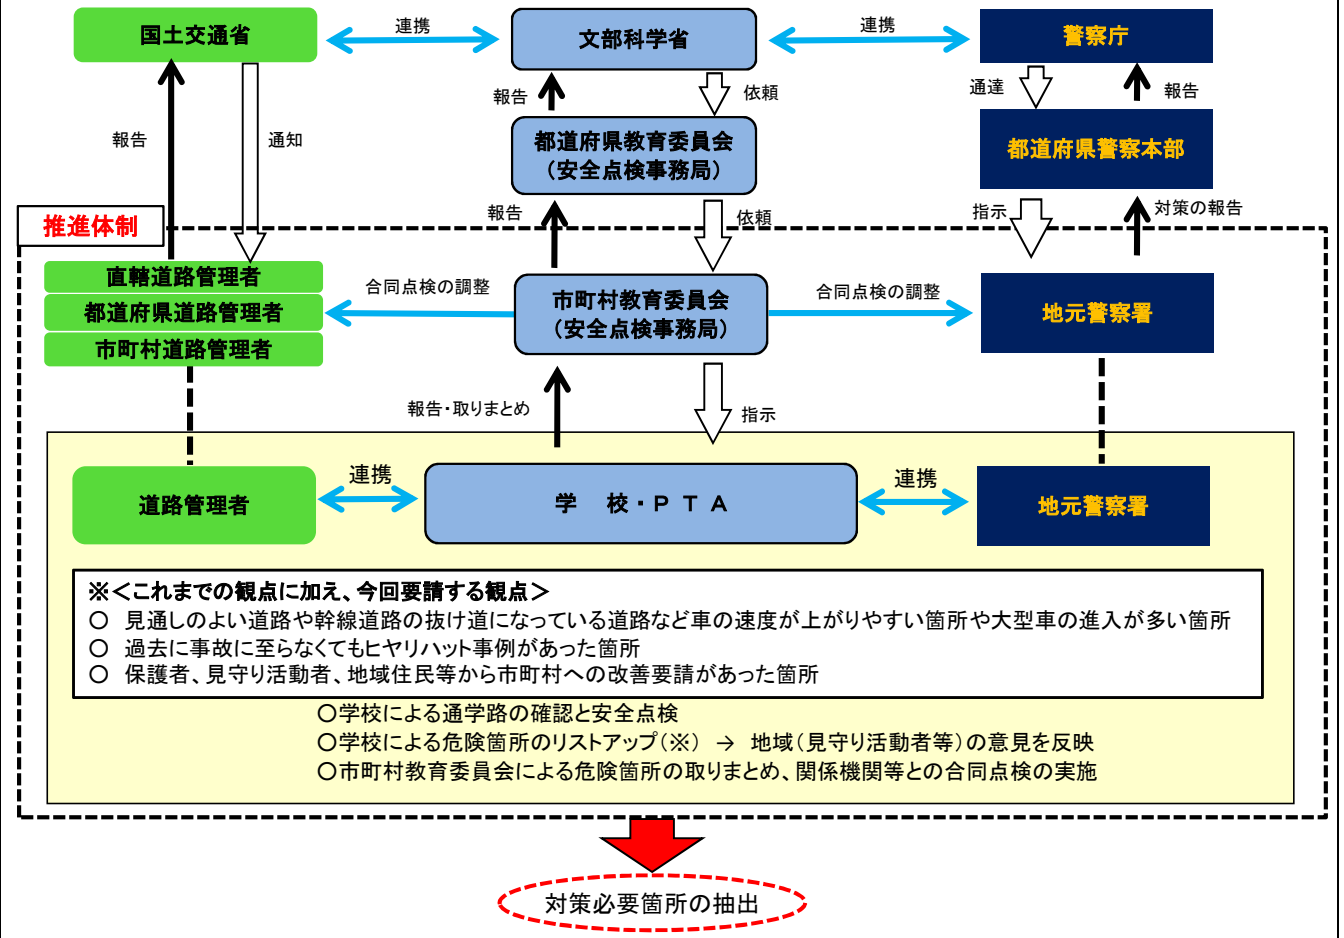 国土交通省
連携
文部科学省
連携
警察庁
報告
通知
報告
依頼
通達
報告
都道府県教育委員会
（安全点検事務局）
都道府県警察本部
推進体制
報告
依頼
指示
対策の報告
直轄道路管理者
都道府県道路管理者
市町村道路管理者
合同点検の調整
市町村教育委員会
（安全点検事務局）
合同点検の調整
地元警察署
報告・取りまとめ
指示
道路管理者
連携
学　校・ＰＴＡ
連携
地元警察署
※＜これまでの観点に加え、今回要請する観点＞
○　見通しのよい道路や幹線道路の抜け道になっている道路など車の速度が上がりやすい箇所や大型車の進入が多い箇所
○　過去に事故に至らなくてもヒヤリハット事例があった箇所
○　保護者、見守り活動者、地域住民等から市町村への改善要請があった箇所
○学校による通学路の確認と安全点検
○学校による危険箇所のリストアップ（※）　→　地域（見守り活動者等）の意見を反映
○市町村教育委員会による危険箇所の取りまとめ、関係機関等との合同点検の実施
対策必要箇所の抽出